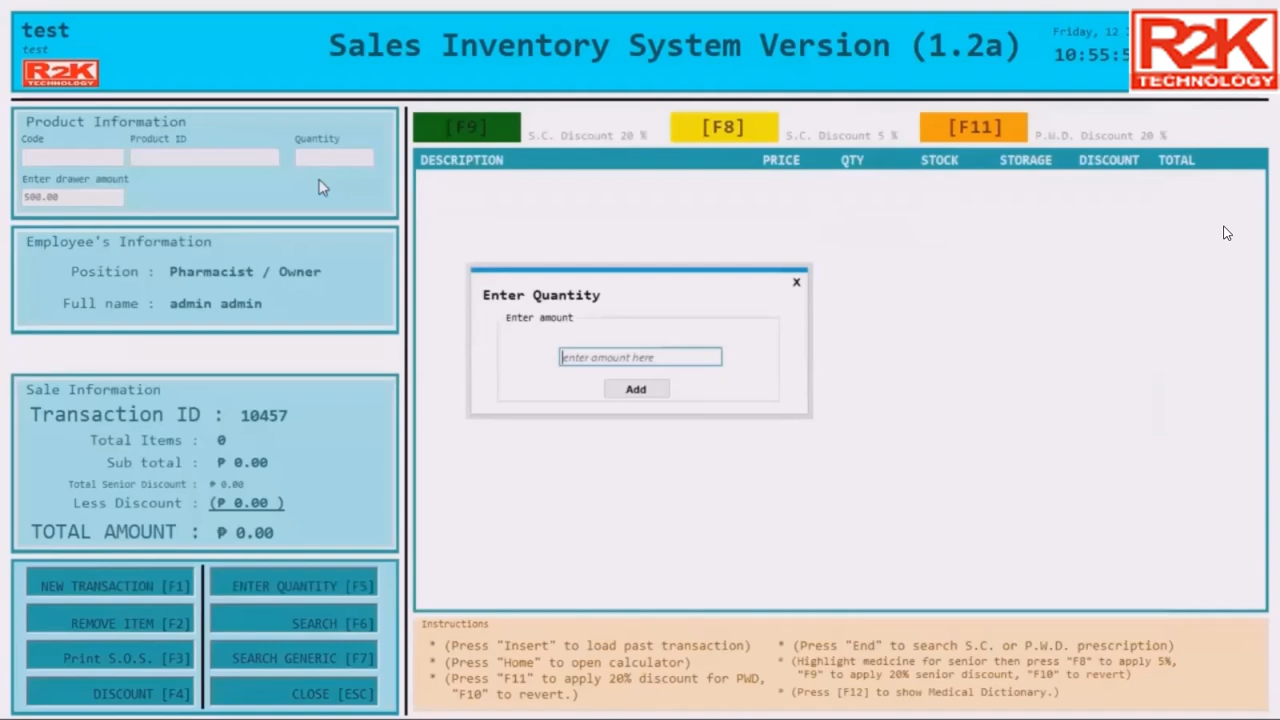 test
test
R2K
TECHNOLOGY
Sales Inventory System Version (1.2a)
Friday, 12
10:55:5
R2K
TECHNOLOGY
Product Information
Code Product ID Quantity
Enter drawer amount
500.00
[F9] S.C. Discount 20 % [F8] S.C. Discount 5 % [F11] P.W.D. Discount 20 %
DESCRIPTION PRICE QTY STOCK STORAGE DISCOUNT TOTAL
Employee's Information
Position : Pharmacist / Owner
Full name : admin admin
X
Enter Quantity
Enter amount
enter amount here
Add
Sale Information
Transaction ID : 10457
Total Items : 0
Sub total : ₱ 0.00
Total Senior Discount : ₱ 0.00
Less Discount : (₱ 0.00 )
TOTAL AMOUNT : ₱ 0.00
NEW TRANSACTION [F1] ENTER QUANTITY [F5]
REMOVE ITEM [F2] SEARCH [F6]
Print S.O.S. [F3] SEARCH GENERIC [F7]
DISCOUNT [F4] CLOSE [ESC]
Instructions
* (Press "Insert" to load past transaction)
* (Press "Home" to open calculator)
* (Press "F11" to apply 20% discount for PWD,
"F10" to revert.)
* (Press "End" to search S.C. or P.W.D. prescription)
* (Highlight medicine for senior then press "F8" to apply 5%,
"F9" to apply 20% senior discount, "F10" to revert)
* (Press [F12] to show Medical Dictionary.)